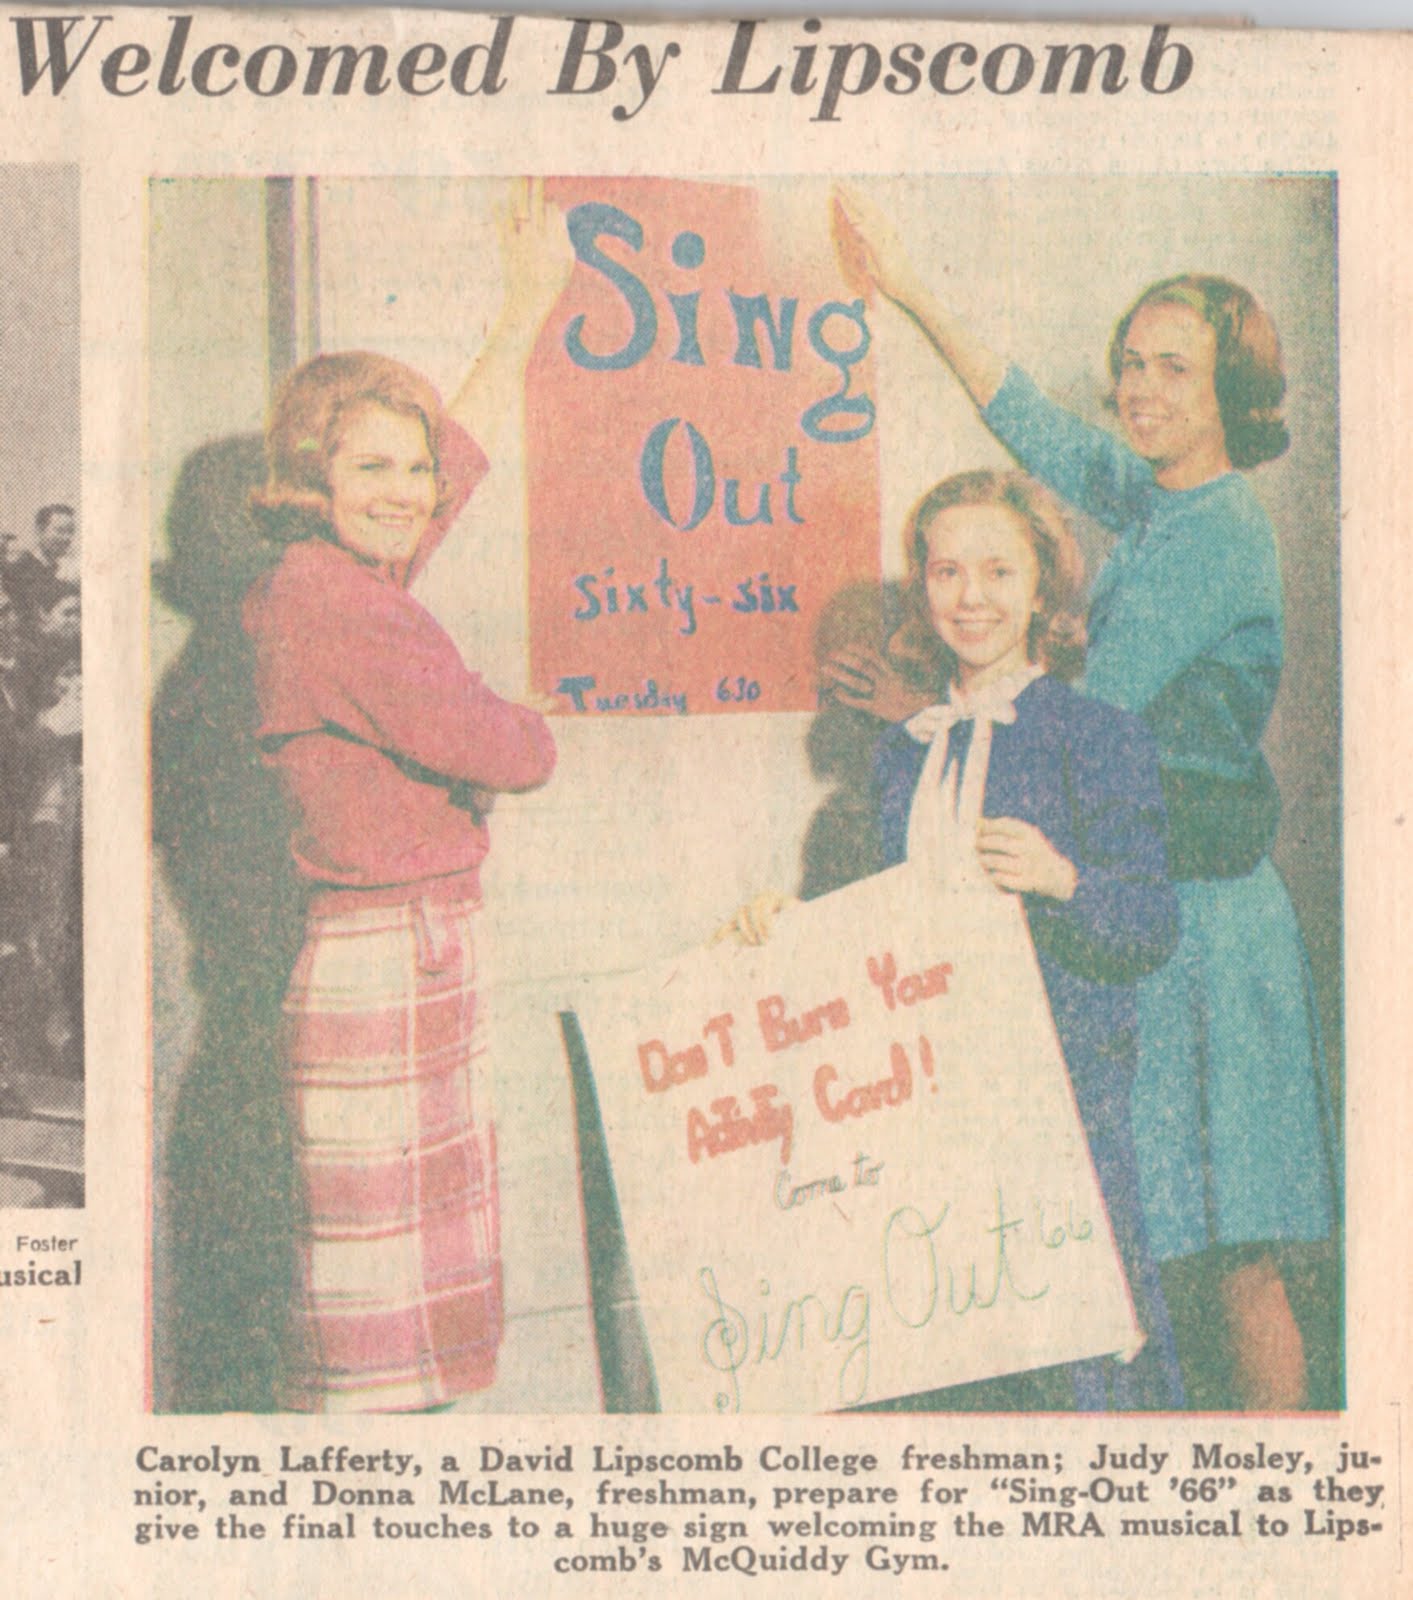 Welcomed By Lipscomb
Sing
Out
sixty-six
Tuesday 630
Don't Burn Your
Activity Card!
Come to
Sing Out '66
Foster
usical
Carolyn Lafferty, a David Lipscomb College freshman; Judy Mosley, ju-
nior, and Donna McLane, freshman, prepare for “Sing-Out ’66” as they
give the final touches to a huge sign welcoming the MRA musical to Lips-
comb’s McQuiddy Gym.